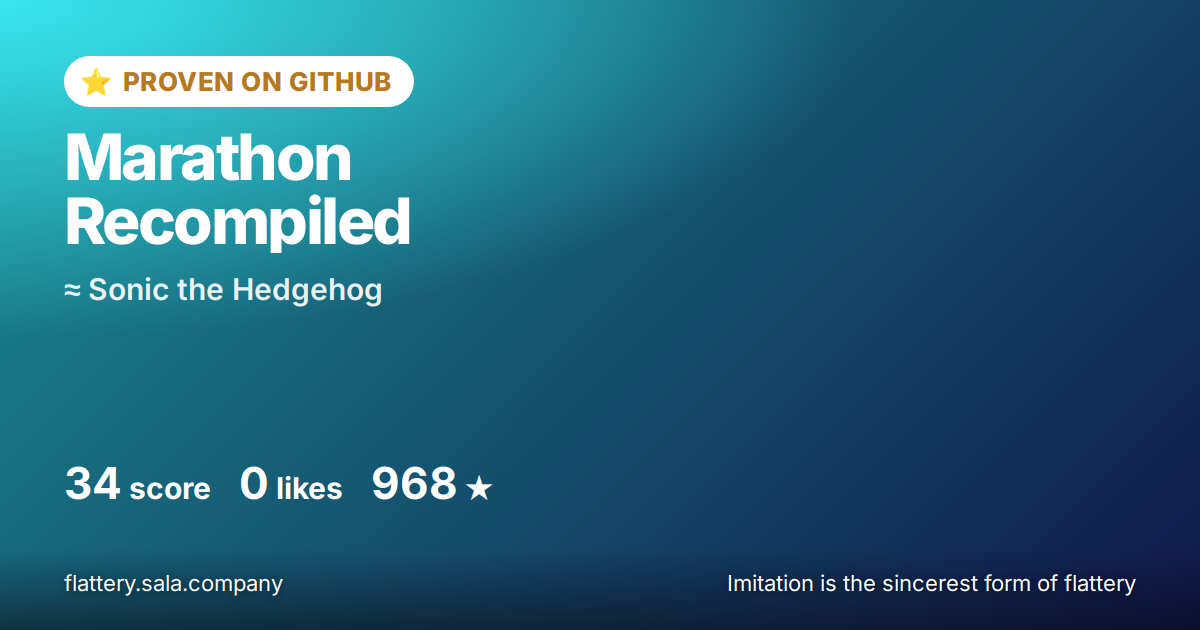 ⭐ PROVEN ON GITHUB
Marathon
Recompiled
≈ Sonic the Hedgehog
34 score 0 likes 968 ★
flattery.sala.company
Imitation is the sincerest form of flattery